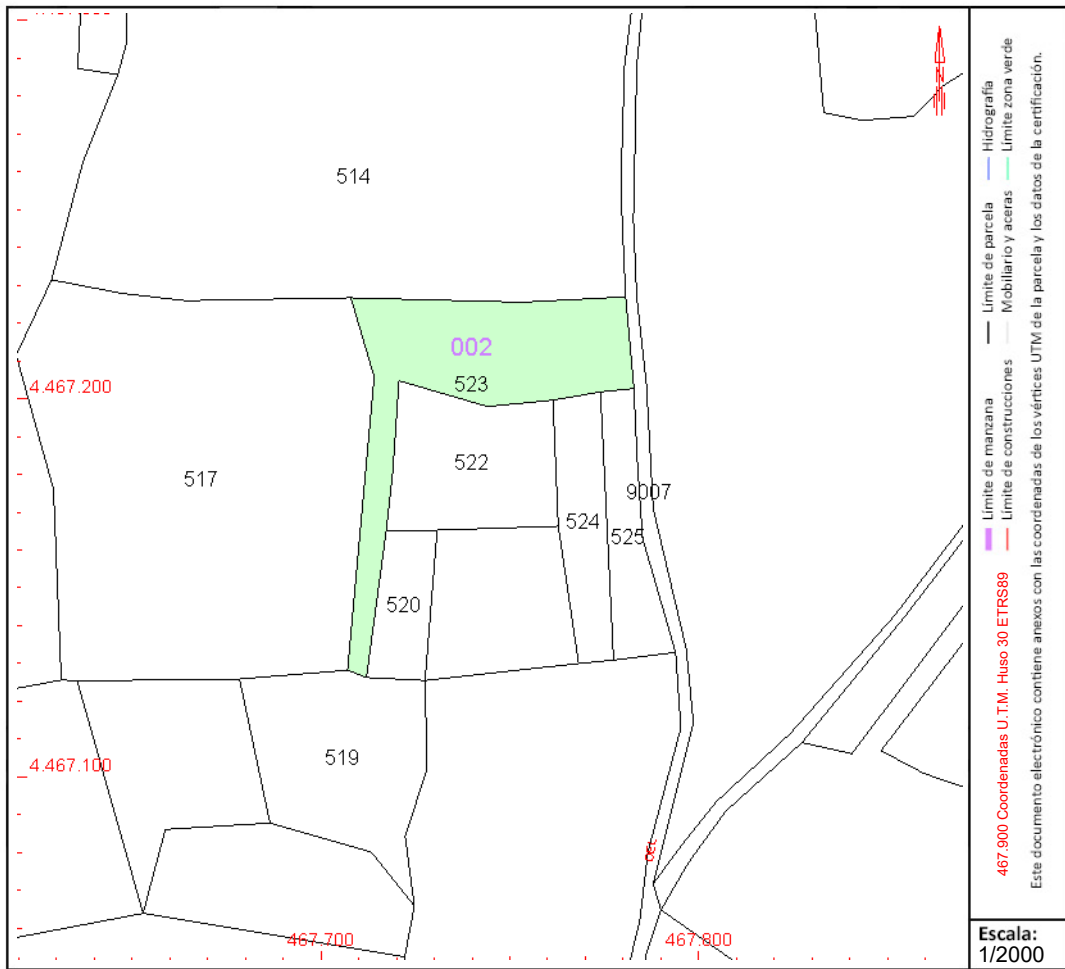 514
002
4.467.200
523
522
517
9007
524
525
520
4.467.100
519
467.700
467.800
Límite de manzana
Límite de parcela
Hidrografía
Límite de construcciones
Mobiliario y aceras
Límite zona verde
467.900 Coordenadas U.T.M. Huso 30 ETRS89
Este documento electrónico contiene anexos con las coordenadas de los vértices UTM de la parcela y los datos de la certificación.
Escala:
1/2000